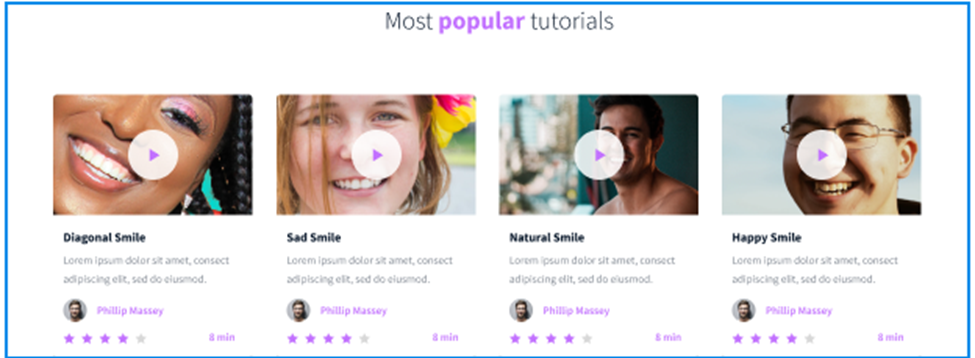 Most popular tutorials
Diagonal Smile
Lorem ipsum dolor sit amet, consect
adipiscing elit, sed do eiusmod.
Phillip Massey
8 min
Sad Smile
Lorem ipsum dolor sit amet, consect
adipiscing elit, sed do eiusmod.
Phillip Massey
8 min
Natural Smile
Lorem ipsum dolor sit amet, consect
adipiscing elit, sed do eiusmod.
Phillip Massey
8 min
Happy Smile
Lorem ipsum dolor sit amet, consect
adipiscing elit, sed do eiusmod.
Phillip Massey
8 min